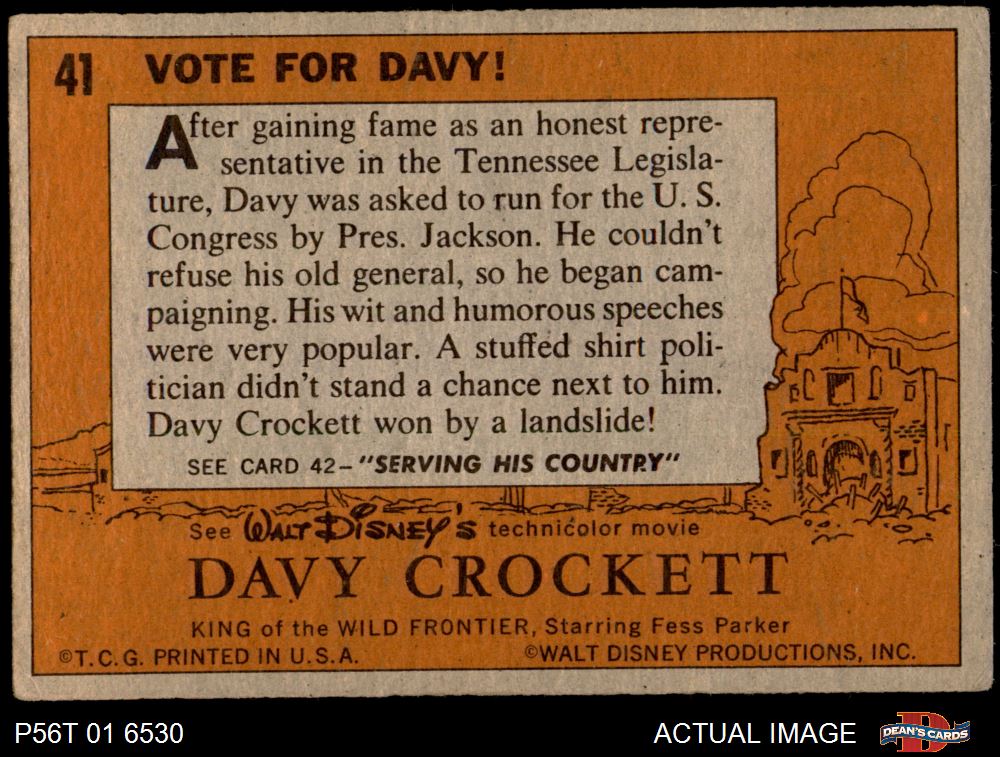 41 VOTE FOR DAVY!
After gaining fame as an honest repre-
sentative in the Tennessee Legisla-
ture, Davy was asked to run for the U. S.
Congress by Pres. Jackson. He couldn't
refuse his old general, so he began cam-
paigning. His wit and humorous speeches
were very popular. A stuffed shirt poli-
tician didn't stand a chance next to him.
Davy Crockett won by a landslide!
SEE CARD 42—"SERVING HIS COUNTRY"
See WALT DISNEY'S technicolor movie
DAVY CROCKETT
KING of the WILD FRONTIER, Starring Fess Parker
©T.C.G. PRINTED IN U.S.A. ©WALT DISNEY PRODUCTIONS, INC.
P56T 01 6530 ACTUAL IMAGE D DEAN'S CARDS